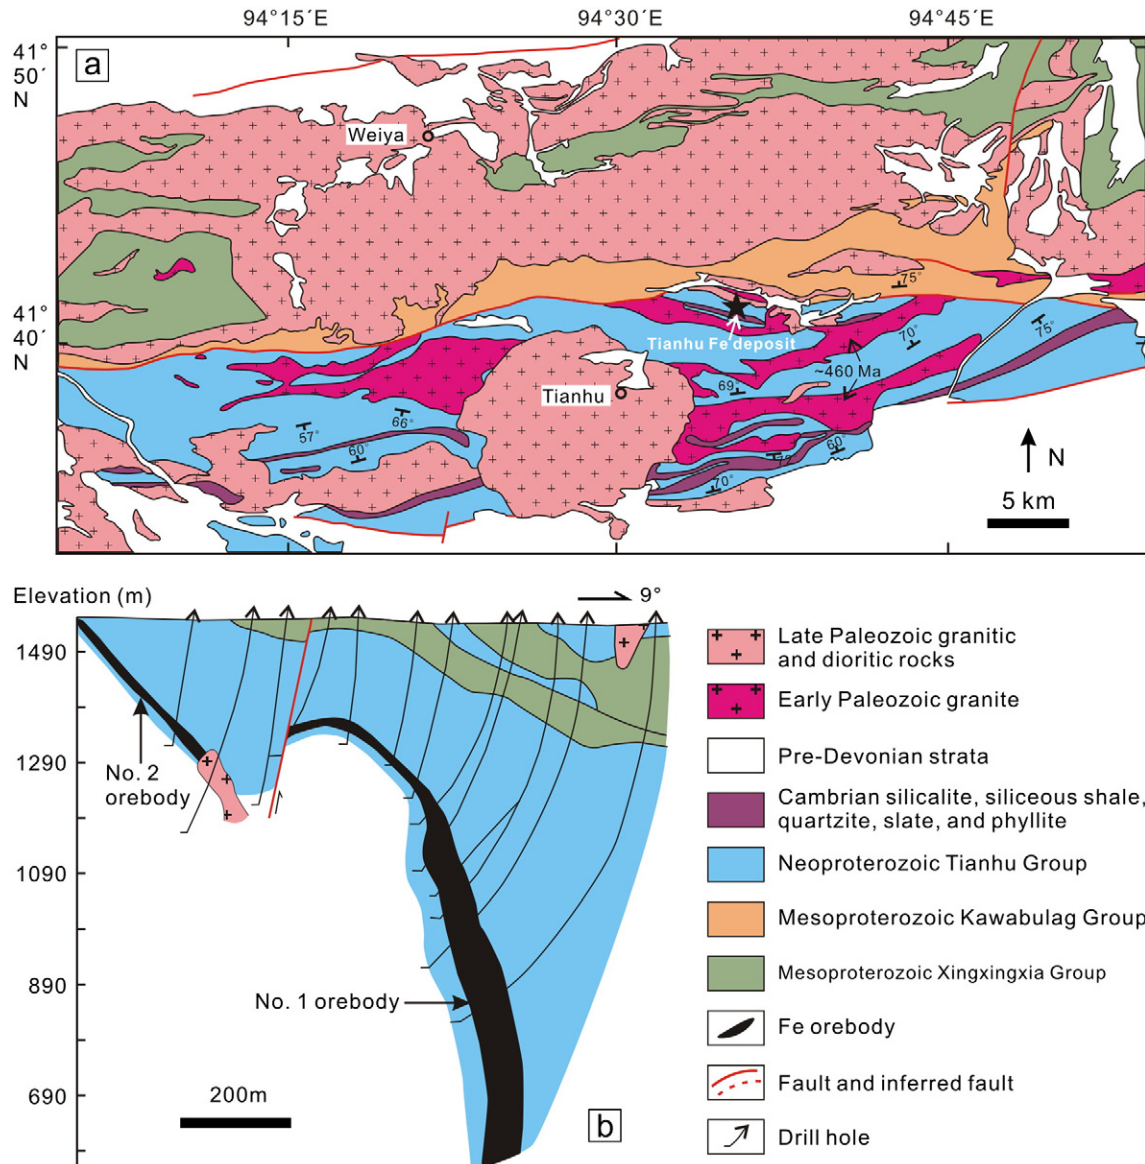 94°15´E 94°30´E 94°45´E
41°
50´
N
a
Weiya
75°
41°
40´
N
Tianhu Fe deposit
70°
75°
~460 Ma
69°
Tianhu
66°
57°
60°
60°
70°
N
5 km
Elevation (m)
9°
1490
1290
1090
890
690
No. 2
orebody
No. 1 orebody
200m
b
Late Paleozoic granitic
and dioritic rocks
Early Paleozoic granite
Pre-Devonian strata
Cambrian silicalite, siliceous shale,
quartzite, slate, and phyllite
Neoproterozoic Tianhu Group
Mesoproterozoic Kawabulag Group
Mesoproterozoic Xingxingxia Group
Fe orebody
Fault and inferred fault
Drill hole